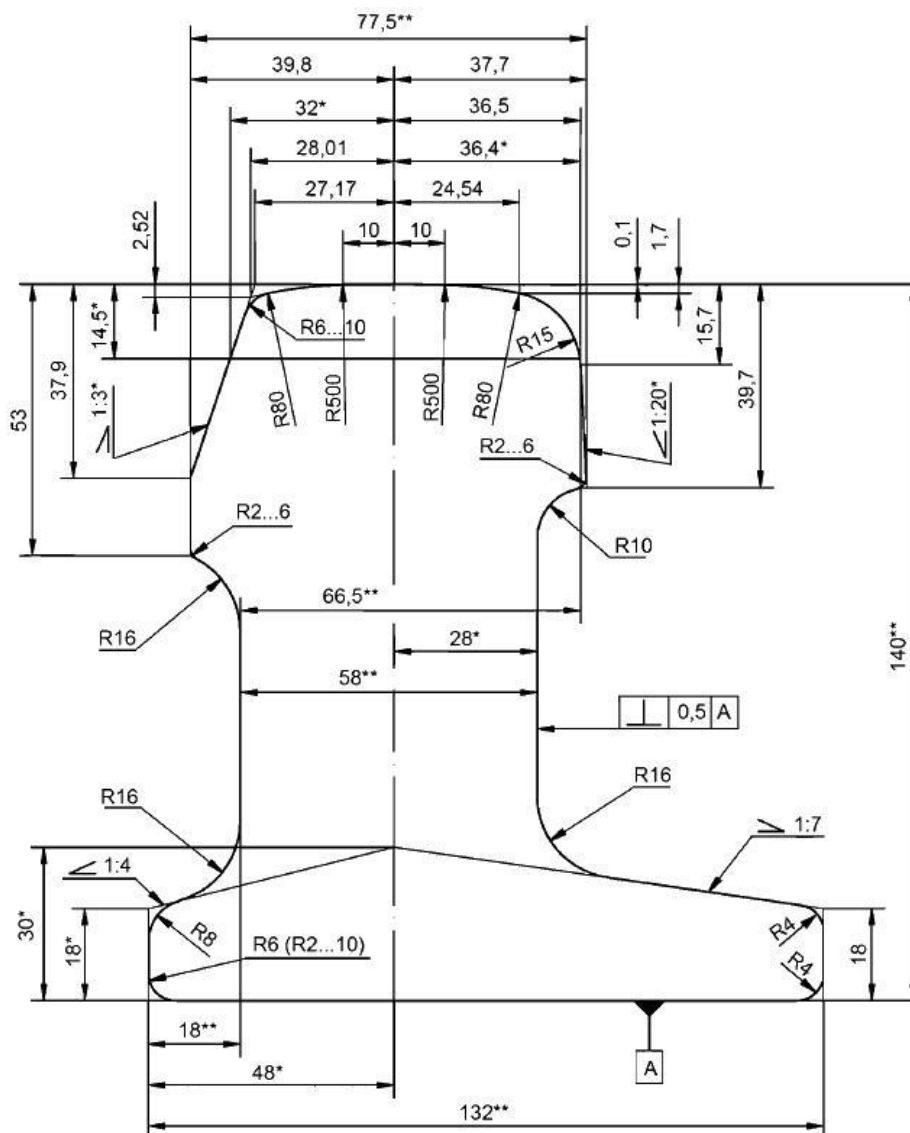 77,5**
39,8
37,7
32*
36,5
28,01
36,4*
27,17
24,54
2,52
10
10
0,1
1,7
53
37,9
14,5*
1:3*
R6...10
R80
R500
R500
R80
R15
15,7
39,7
1:20*
R2...6
R2...6
R10
R16
66,5**
28*
58**
140**
0,5
A
R16
R16
1:7
1:4
30*
18*
R8
R6 (R2...10)
R4
R4
18
18**
48*
A
132**